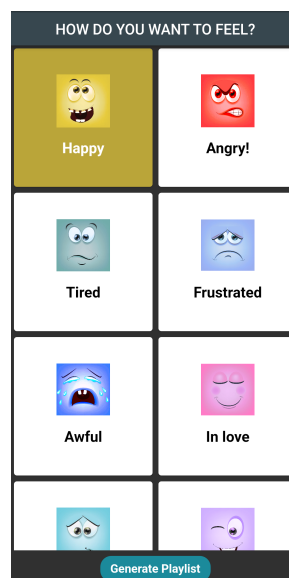 HOW DO YOU WANT TO FEEL?
Happy
Angry!
Tired
Frustrated
Awful
In love
Generate Playlist